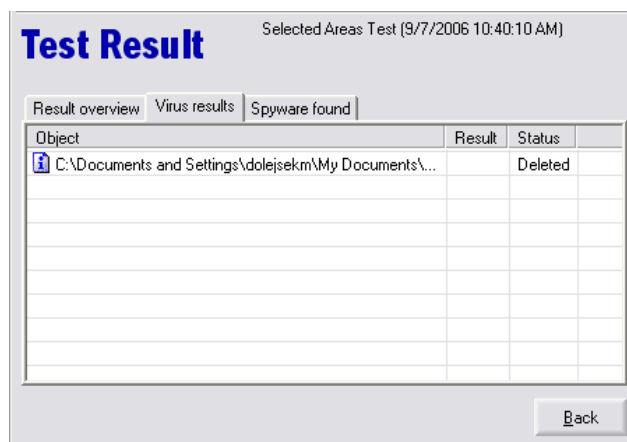 Test Result
Selected Areas Test (9/7/2006 10:40:10 AM)
Result overview Virus results Spyware found
Object Result Status
C:\Documents and Settings\dolejsekm\My Documents\... Deleted
Back